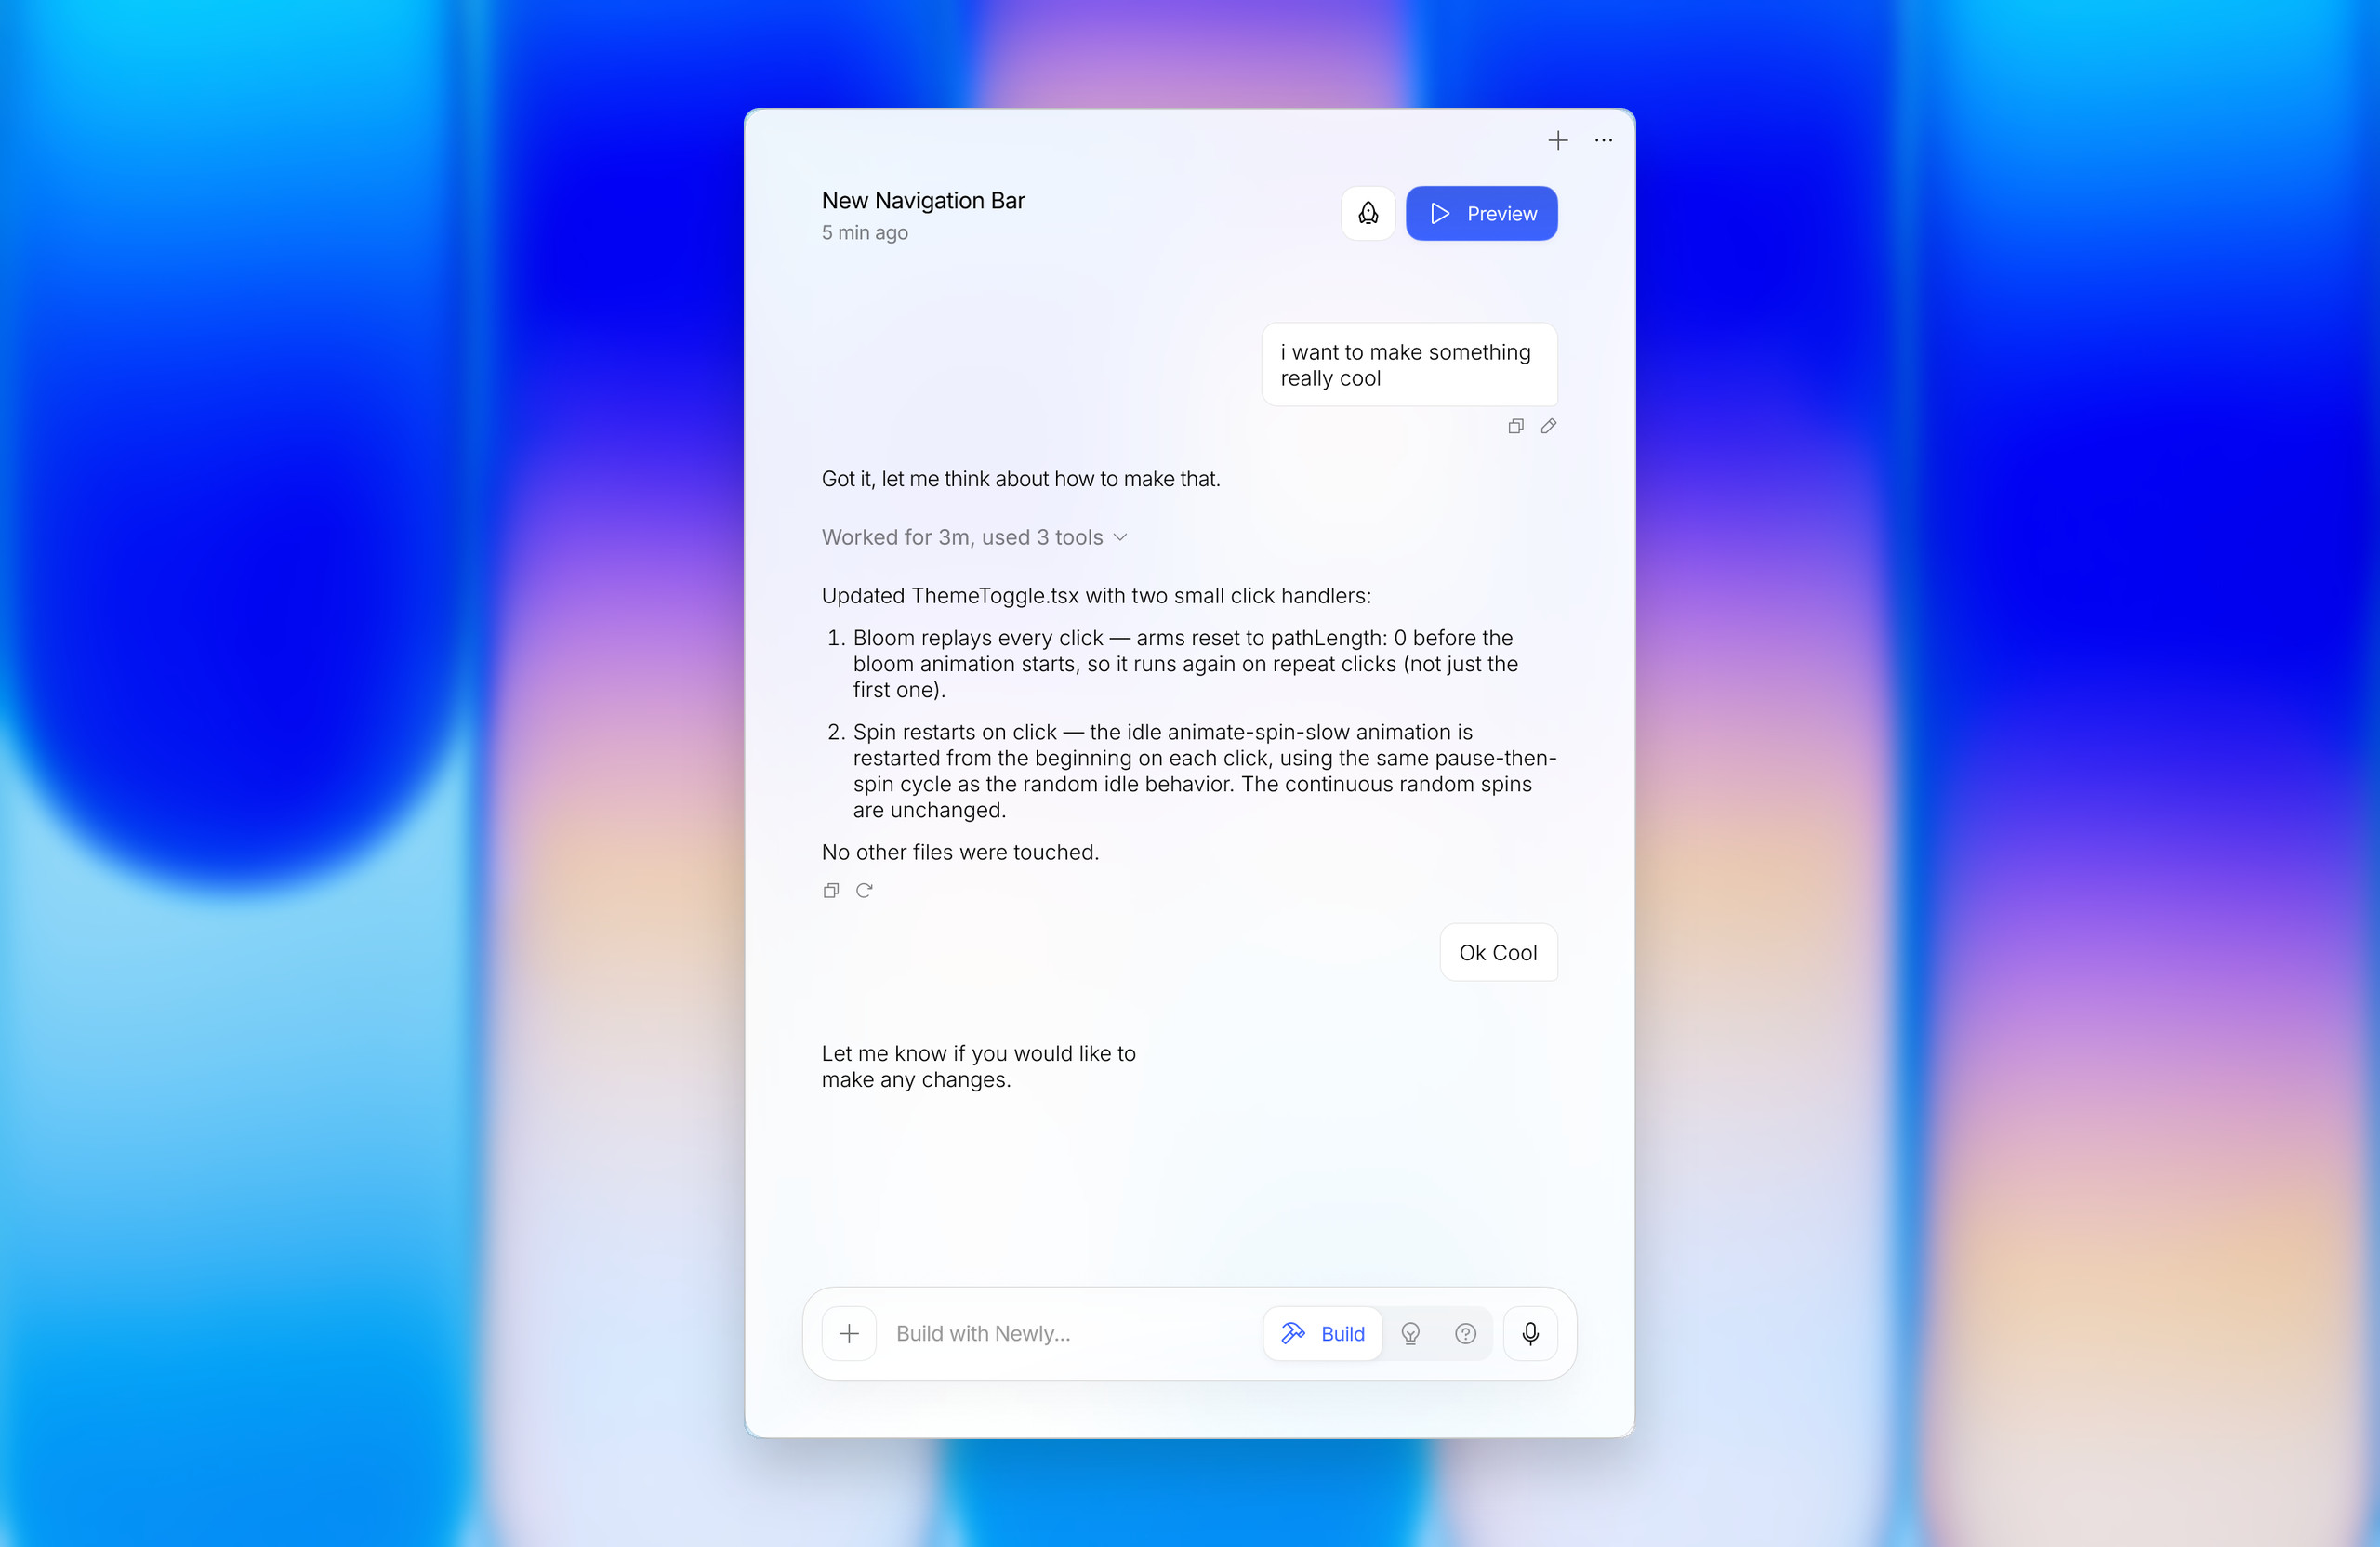 New Navigation Bar
5 min ago
Preview
i want to make something
really cool
Got it, let me think about how to make that.
Worked for 3m, used 3 tools
Updated ThemeToggle.tsx with two small click handlers:
1. Bloom replays every click — arms reset to pathLength: 0 before the
bloom animation starts, so it runs again on repeat clicks (not just the
first one).
2. Spin restarts on click — the idle animate-spin-slow animation is
restarted from the beginning on each click, using the same pause-then-
spin cycle as the random idle behavior. The continuous random spins
are unchanged.
No other files were touched.
Ok Cool
Let me know if you would like to
make any changes.
Build with Newly...
Build